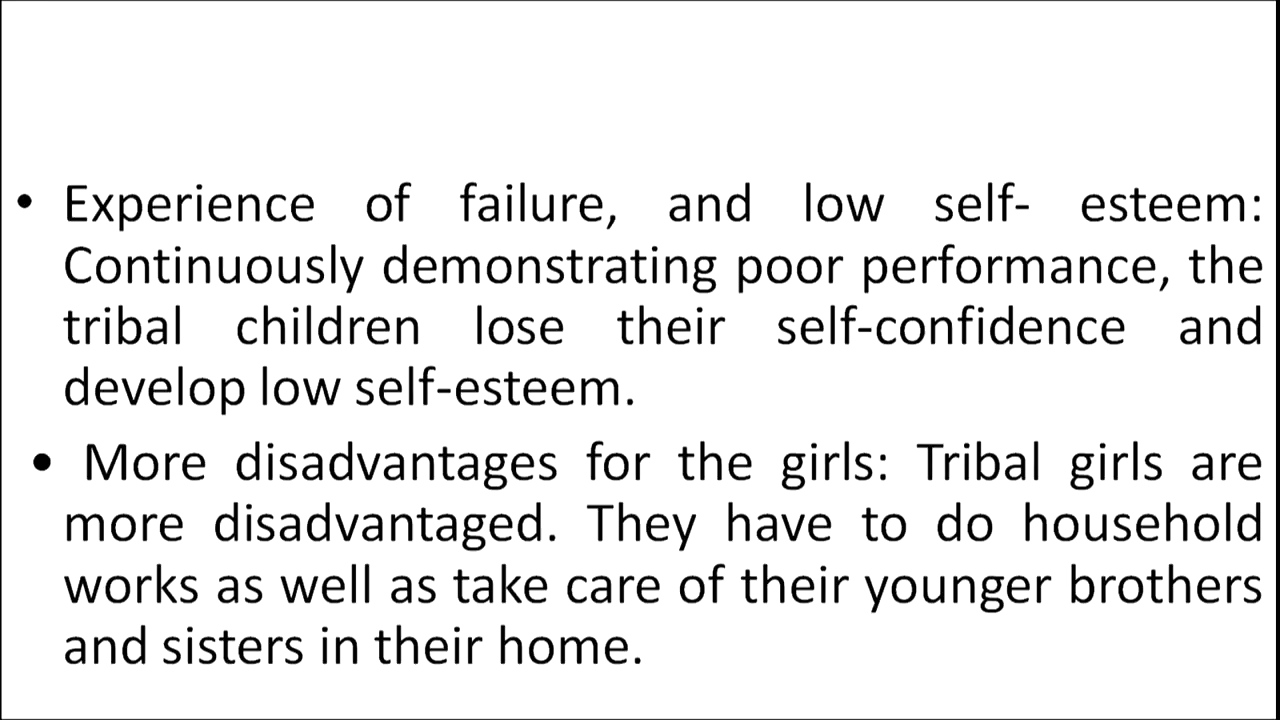 • Experience of failure, and low self- esteem:
Continuously demonstrating poor performance, the
tribal children lose their self-confidence and
develop low self-esteem.
• More disadvantages for the girls: Tribal girls are
more disadvantaged. They have to do household
works as well as take care of their younger brothers
and sisters in their home.